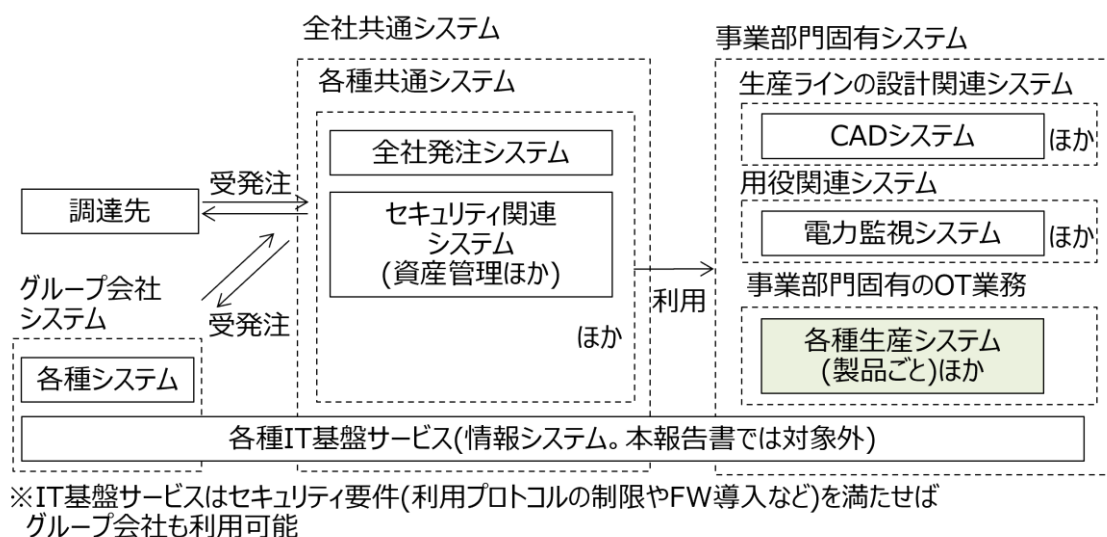 全社共通システム
各種共通システム
全社発注システム
セキュリティ関連
システム
(資産管理ほか)
ほか
調達先
受発注
受発注
グループ会社
システム
各種システム
利用
事業部門固有システム
生産ラインの設計関連システム
CADシステム
ほか
用役関連システム
電力監視システム
ほか
事業部門固有のOT業務
各種生産システム
(製品ごと)ほか
各種IT基盤サービス(情報システム。本報告書では対象外)
※IT基盤サービスはセキュリティ要件(利用プロトコルの制限やFW導入など)を満たせば
グループ会社も利用可能